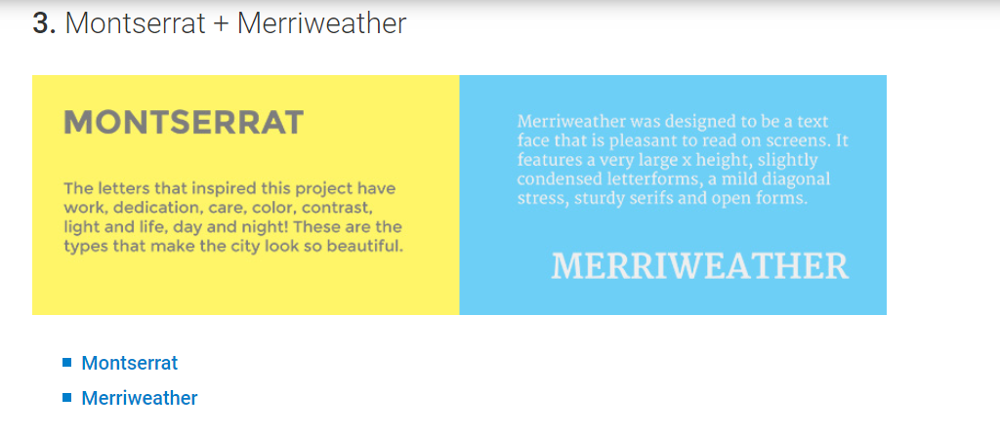 3. Montserrat + Merriweather
MONTSERRAT
The letters that inspired this project have
work, dedication, care, color, contrast,
light and life, day and night! These are the
types that make the city look so beautiful.
Merriweather was designed to be a text
face that is pleasant to read on screens. It
features a very large x height, slightly
condensed letterforms, a mild diagonal
stress, sturdy serifs and open forms.
MERRIWEATHER
Montserrat
Merriweather